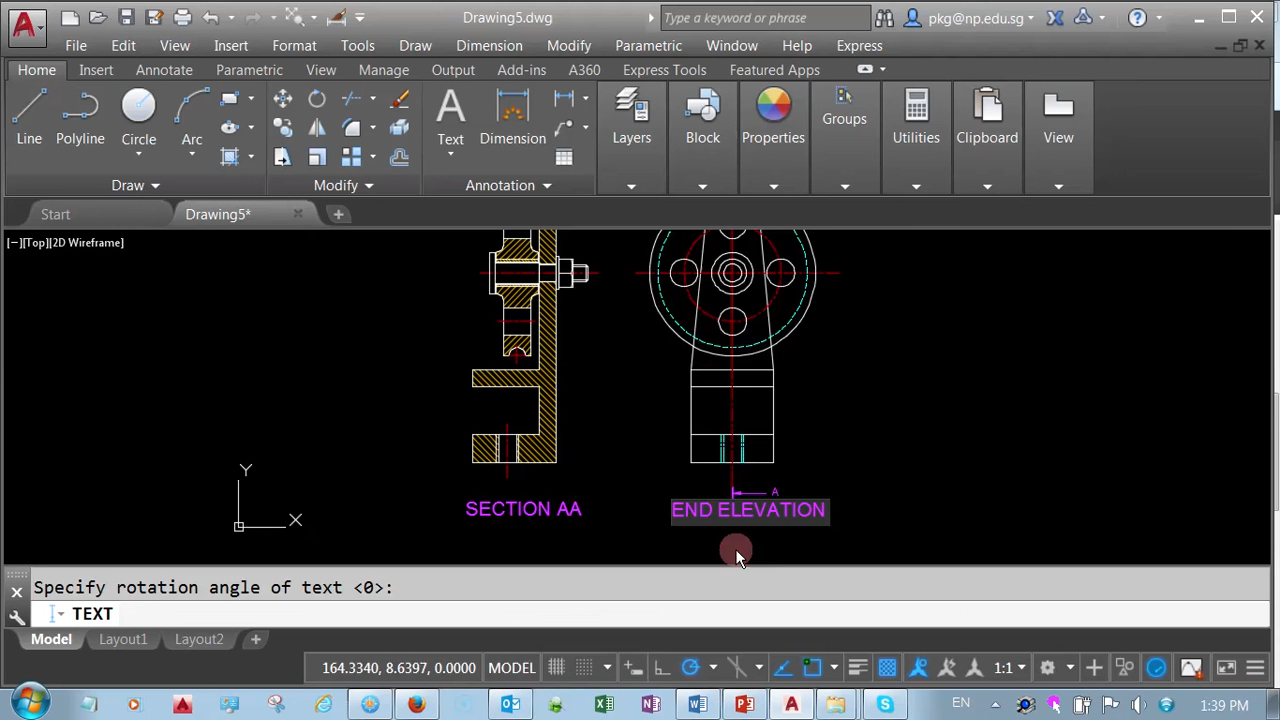 Drawing5.dwg
Type a keyword or phrase
pkg@np.edu.sg
File Edit View Insert Format Tools Draw Dimension Modify Parametric Window Help Express
Home Insert Annotate Parametric View Manage Output Add-ins A360 Express Tools Featured Apps
Line Polyline Circle Arc Text Dimension Layers Block Properties Groups Utilities Clipboard View
Draw Modify Annotation
Start Drawing5*
[−][Top][2D Wireframe]
Y
X
A
SECTION AA
END ELEVATION
Specify rotation angle of text <0>:
TEXT
Model Layout1 Layout2
164.3340, 8.6397, 0.0000 MODEL 1:1
EN 1:39 PM